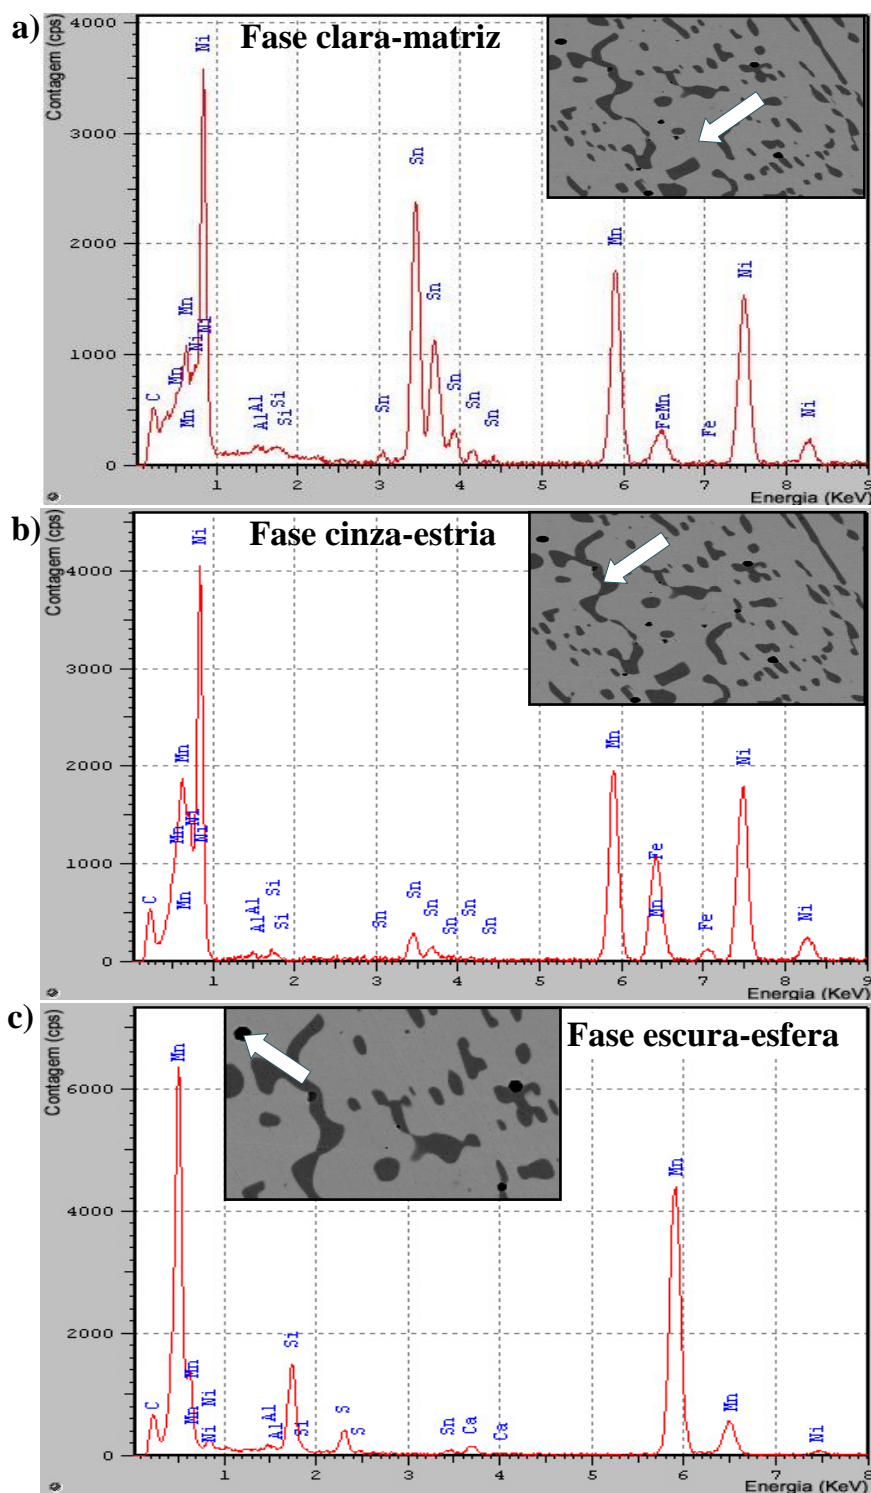 a)
Fase clara-matriz
Contagem (cps)
4000
3000
2000
1000
0
Ni
Sn
Mn
Mn
Ni
Ni
Mn
C
Mn
Al
Al
Si
Si
Sn
Sn
Sn
Sn
Sn
Mn
FeMn
Fe
Ni
Ni
1 2 3 4 5 6 7 8 9
Energia (KeV)
b)
Fase cinza-estria
Contagem (cps)
4000
3000
2000
1000
0
Ni
Mn
Ni
Mn
Ni
Mn
C
Al
Al
Si
Si
Sn
Sn
Sn
Sn
Sn
Sn
Mn
Fe
Mn
Fe
Ni
Ni
1 2 3 4 5 6 7 8 9
Energia (KeV)
c)
Fase escura-esfera
Contagem (cps)
6000
4000
2000
0
Mn
C
Mn
Mn
Ni
Ni
Al
Al
Si
Si
S
S
Sn
Ca
Ca
Mn
Mn
Ni
1 2 3 4 5 6 7 8
Energia (KeV)